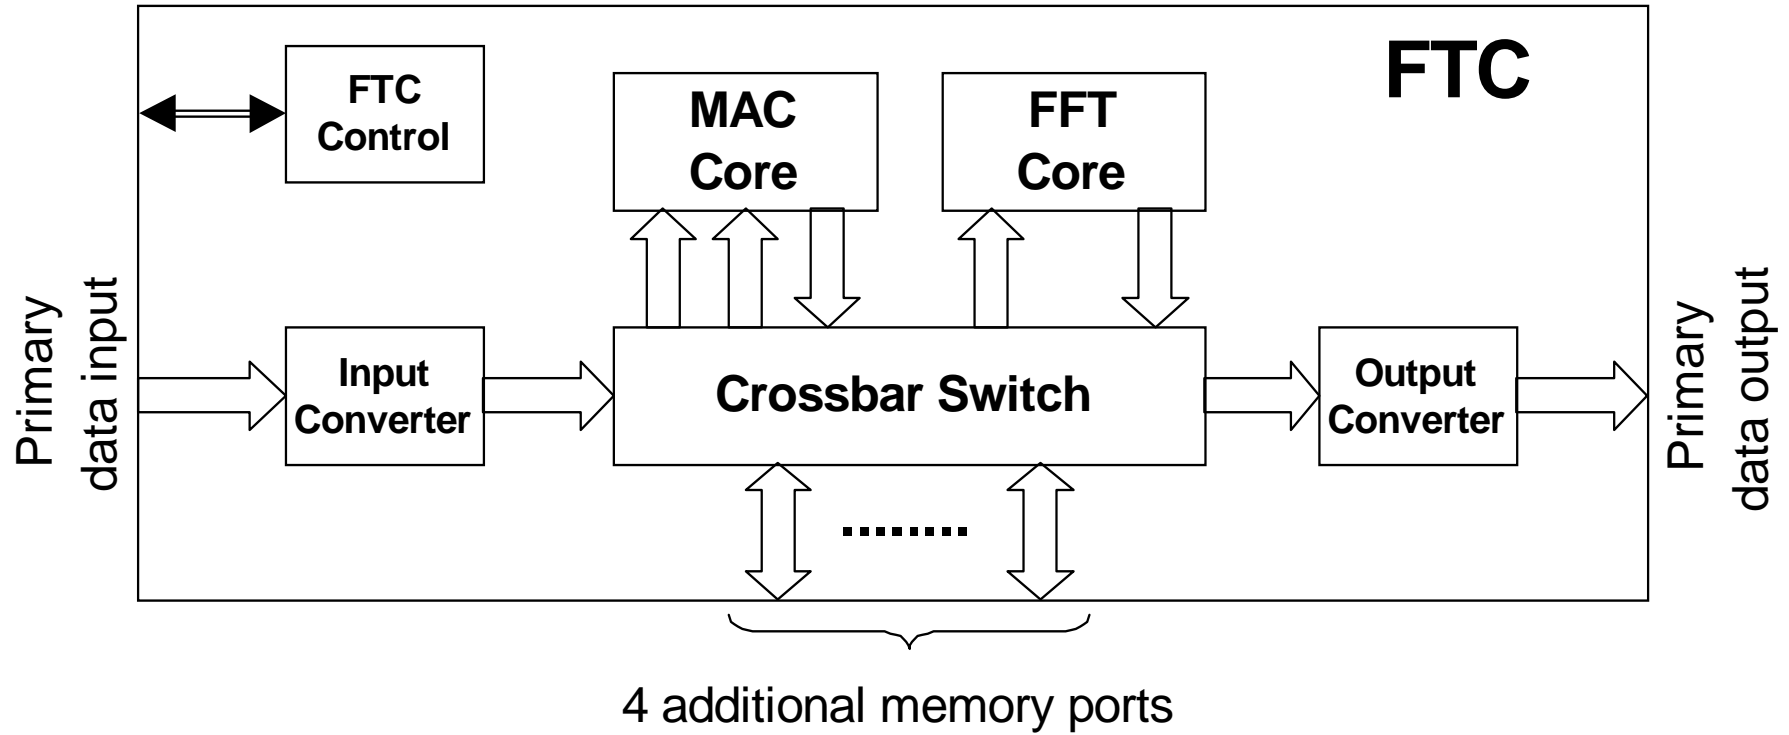 FTC
FTC
Control
MAC
Core
FFT
Core
Primary
data input
Input
Converter
Crossbar Switch
Output
Converter
Primary
data output
4 additional memory ports